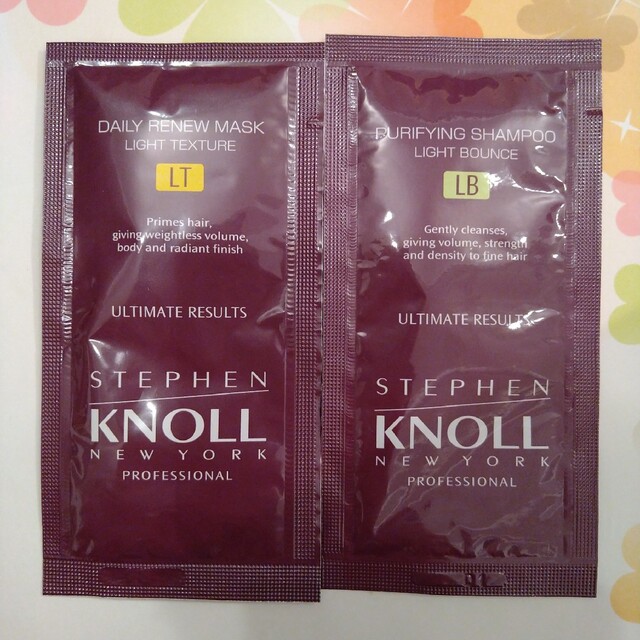 DAILY RENEW MASK
LIGHT TEXTURE
LT
Primes hair,
giving weightless volume,
body and radiant finish
ULTIMATE RESULTS
STEPHEN
KNOLL
NEW YORK
PROFESSIONAL
PURIFYING SHAMPOO
LIGHT BOUNCE
LB
Gently cleanses,
giving volume, strength
and density to fine hair
ULTIMATE RESULTS
STEPHEN
KNOLL
NEW YORK
PROFESSIONAL